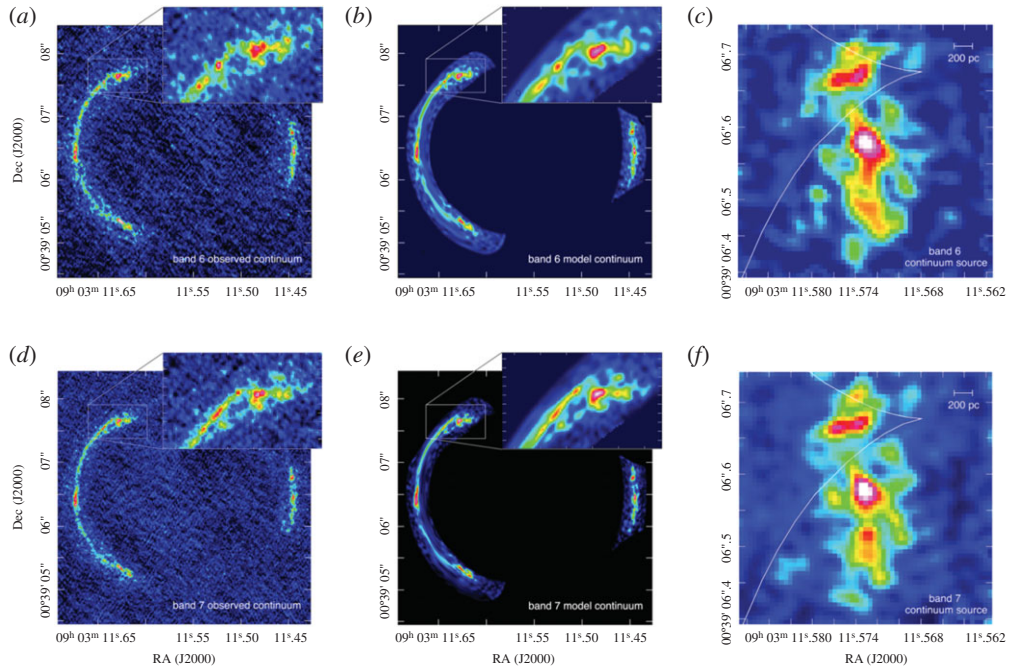 (a)
08"
07"
06"
00°39' 05"
Dec (J2000)
band 6 observed continuum
09ʰ 03ᵐ 11ˢ.65
11ˢ.55
11ˢ.50
11ˢ.45
(b)
08"
07"
06"
00°39' 05"
band 6 model continuum
09ʰ 03ᵐ 11ˢ.65
11ˢ.55
11ˢ.50
11ˢ.45
(c)
200 pc
06".7
06".6
06".5
00°39 06".4
band 6
continuum source
09ʰ 03ᵐ 11ˢ.580
11ˢ.574
11ˢ.568
11ˢ.562
(d)
08"
07"
06"
00°39' 05"
Dec (J2000)
band 7 observed continuum
09ʰ 03ᵐ 11ˢ.65
11ˢ.55
11ˢ.50
11ˢ.45
RA (J2000)
(e)
08"
07"
06"
00°39' 05"
band 7 model continuum
09ʰ 03ᵐ 11ˢ.65
11ˢ.55
11ˢ.50
11ˢ.45
RA (J2000)
(f)
200 pc
06".7
06".6
06".5
00°39 06".4
band 7
continuum source
09ʰ 03ᵐ 11ˢ.580
11ˢ.574
11ˢ.568
11ˢ.562
RA (J2000)